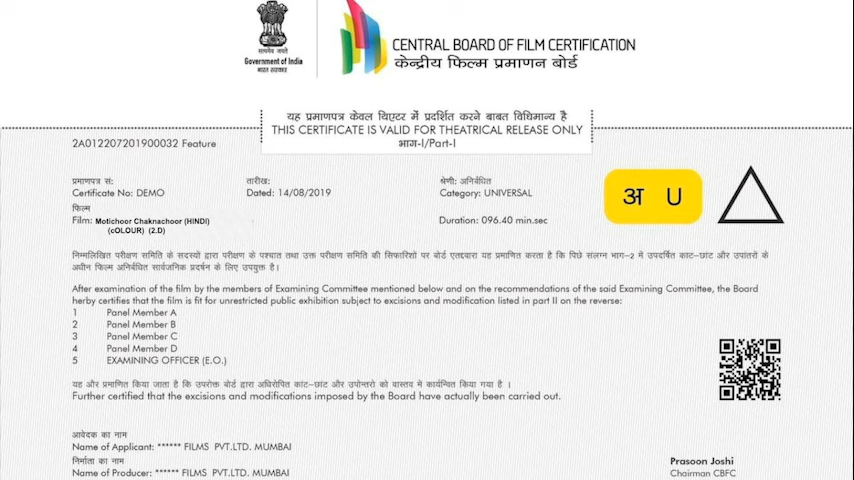 सत्यमेव जयते
Government of India
भारत सरकार
CENTRAL BOARD OF FILM CERTIFICATION
केन्द्रीय फिल्म प्रमाणन बोर्ड
यह प्रमाणपत्र केवल थिएटर में प्रदर्शित करने बाबत विधिमान्य है
THIS CERTIFICATE IS VALID FOR THEATRICAL RELEASE ONLY
भाग-I/Part-I
2A012207201900032 Feature
प्रमाणपत्र सं: तारीख: श्रेणी: अनिर्बंधित
Certificate No: DEMO Dated: 14/08/2019 Category: UNIVERSAL
अ U
फिल्म
Film: Motichoor Chaknachoor (HINDI) Duration: 096.40 min.sec
(cOLOUR) (2.D)
निम्नलिखित परीक्षण समिति के सदस्यों द्वारा परीक्षण के पश्चात तथा उक्त परीक्षण समिति की सिफारिशों पर बोर्ड एतद्वारा यह प्रमाणित करता है कि पिछे संलग्न भाग-2 में उपदर्षित काट-छांट और उपांतरों के
अधीन फिल्म अनिर्बंधित सार्वजनिक प्रदर्षन के लिए उपयुक्त है।
After examination of the film by the members of Examining Committee mentioned below and on the recommendations of the said Examining Committee, the Board
herby certifies that the film is fit for unrestricted public exhibition subject to excisions and modification listed in part II on the reverse:
1 Panel Member A
2 Panel Member B
3 Panel Member C
4 Panel Member D
5 EXAMINING OFFICER (E.O.)
यह और प्रमाणित किया जाता है कि उपरोक्त बोर्ड द्वारा अधिरोपित कांट-छांट और उपोन्तरो को वास्तव में कार्यन्वित किया गया है ।
Further certified that the excisions and modifications imposed by the Board have actually been carried out.
आवेदक का नाम
Name of Applicant: ****** FILMS PVT.LTD. MUMBAI
निर्माता का नाम
Name of Producer: ****** FILMS PVT.LTD. MUMBAI
Prasoon Joshi
Chairman CBFC